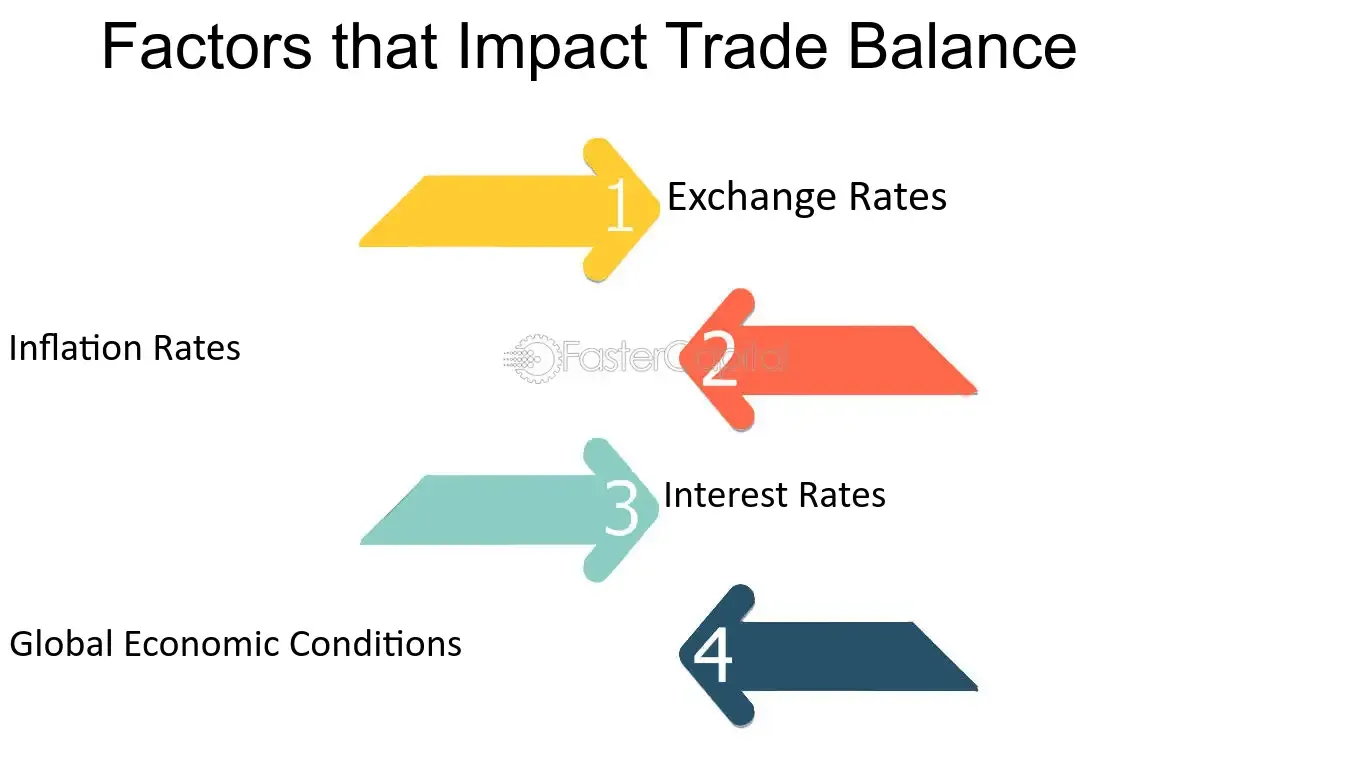 Factors that Impact Trade Balance
1
Exchange Rates
Inflation Rates
FasterCapital
2
3
Interest Rates
Global Economic Conditions
4